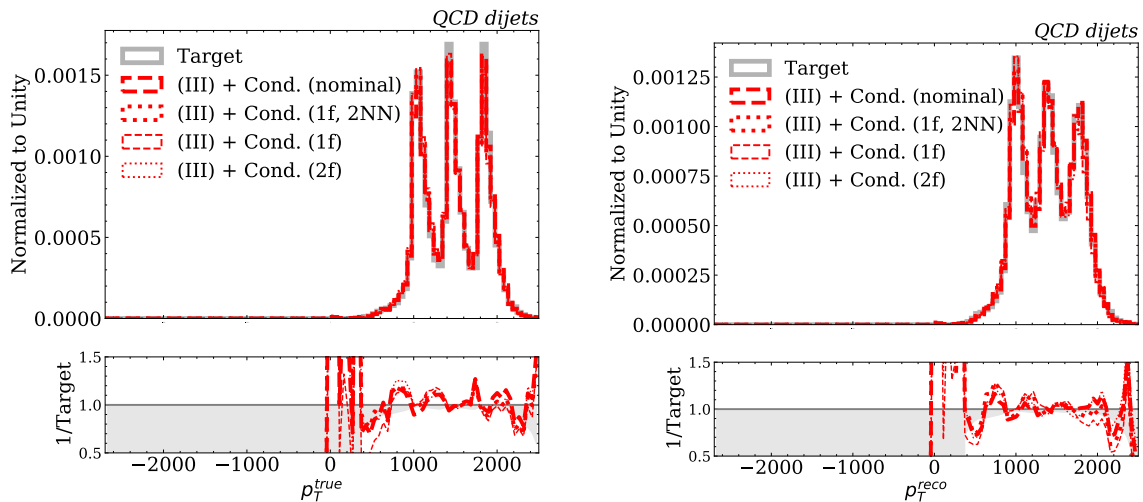 QCD dijets
Normalized to Unity
0.0015
0.0010
0.0005
0.0000
Target
(III) + Cond. (nominal)
(III) + Cond. (1f, 2NN)
(III) + Cond. (1f)
(III) + Cond. (2f)
1/Target
1.5
1.0
0.5
−2000 −1000 0 1000 2000
p_T^{true}
QCD dijets
Normalized to Unity
0.00125
0.00100
0.00075
0.00050
0.00025
0.00000
Target
(III) + Cond. (nominal)
(III) + Cond. (1f, 2NN)
(III) + Cond. (1f)
(III) + Cond. (2f)
1/Target
1.5
1.0
0.5
−2000 −1000 0 1000 2000
p_T^{reco}